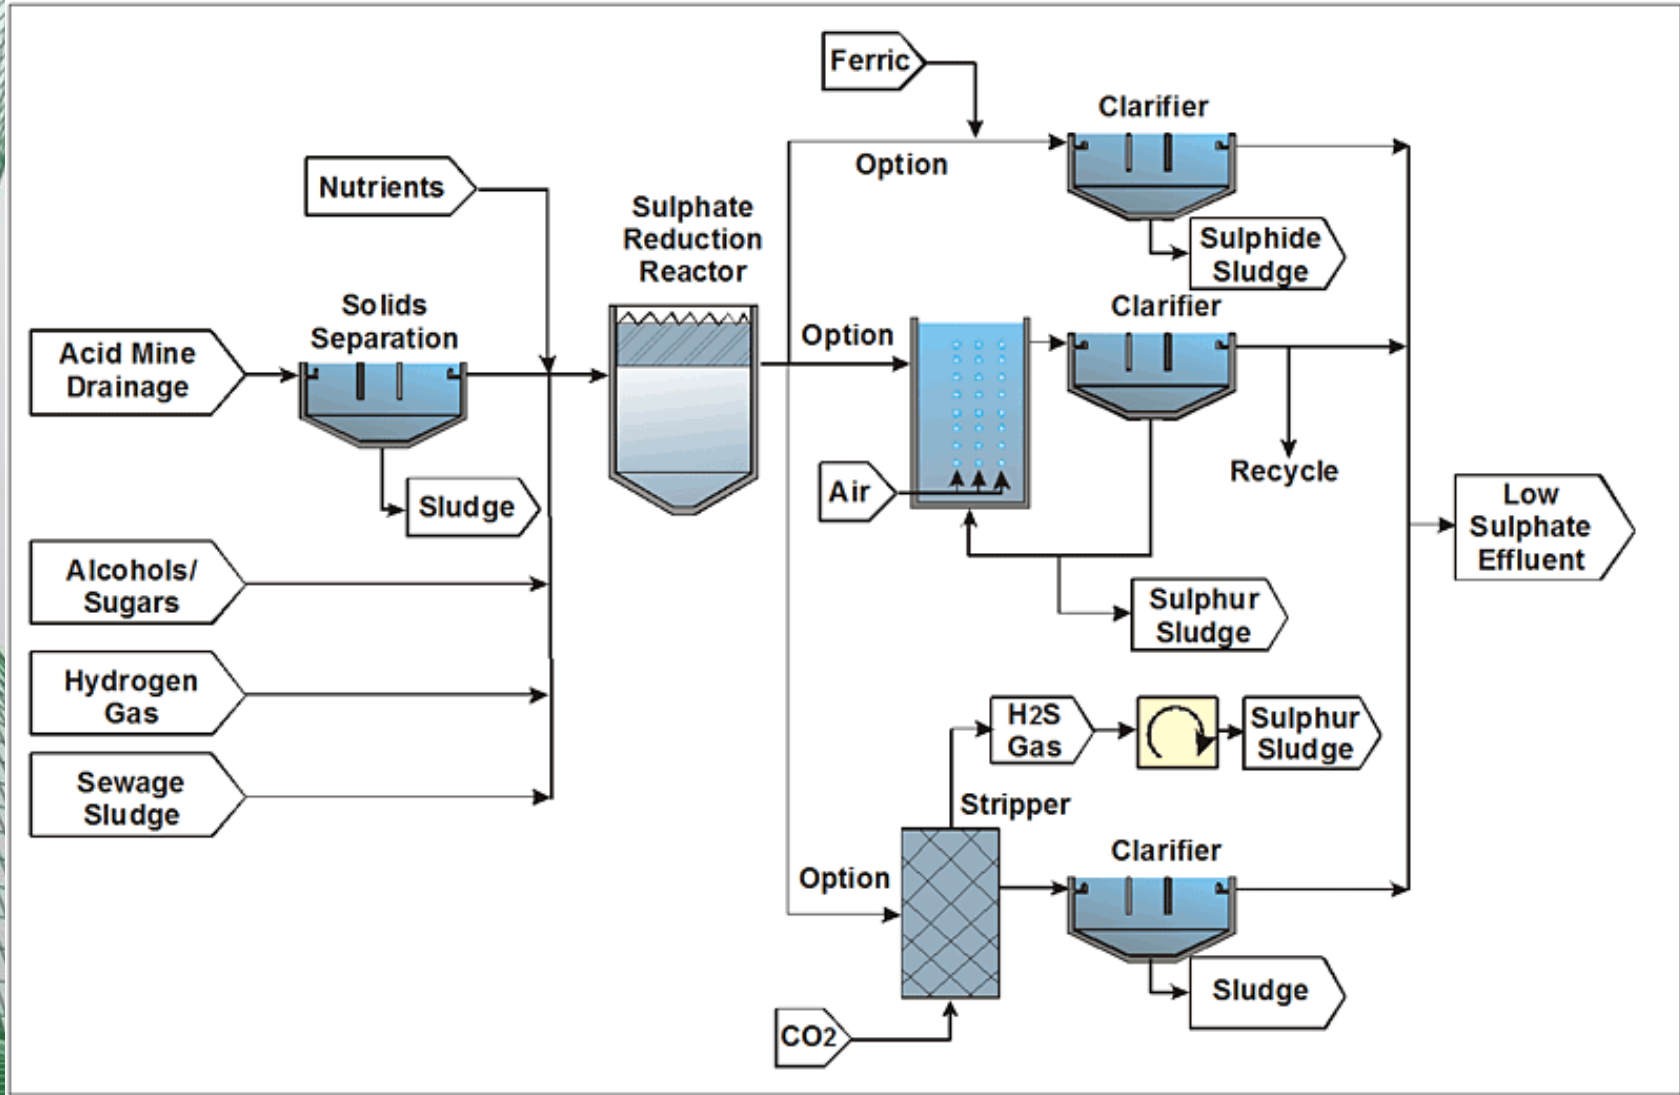 Ferric
Clarifier
Option
Nutrients
Sulphate
Reduction
Reactor
Sulphide
Sludge
Solids
Separation
Clarifier
Option
Acid Mine
Drainage
Recycle
Air
Sludge
Low
Sulphate
Effluent
Alcohols/
Sugars
Sulphur
Sludge
Hydrogen
Gas
H2S
Gas
Sulphur
Sludge
Sewage
Sludge
Stripper
Clarifier
Option
Sludge
CO2